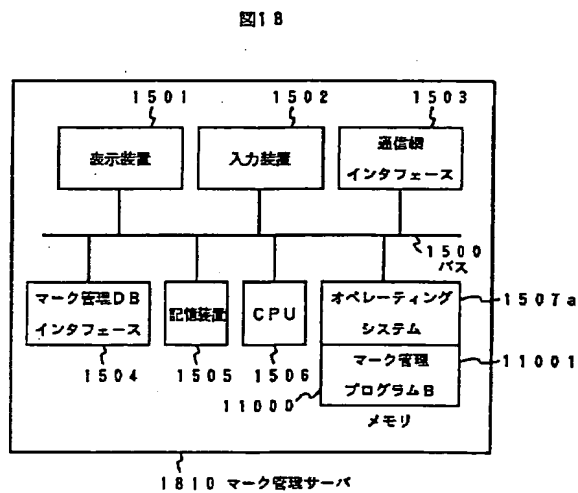 図18
1501
1502
1503
表示装置
入力装置
通信網
インタフェース
1500
バス
マーク管理DB
インタフェース
記憶装置
CPU
オペレーティング
システム
1507a
マーク管理
プログラムB
11001
1504
1505
1506
11000
メモリ
1810 マーク管理サーバ